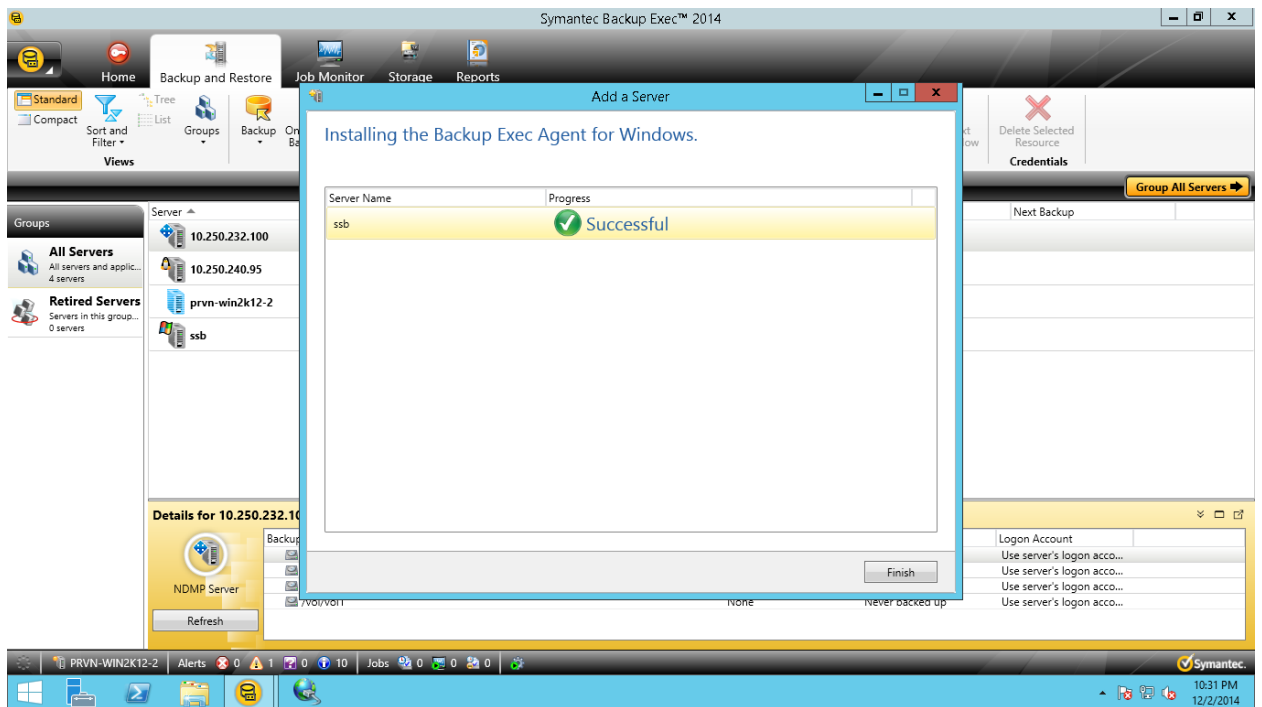 Symantec Backup Exec™ 2014
Home
Backup and Restore
Job Monitor
Storage
Reports
Standard
Compact
Sort and
Filter
Views
Tree
List
Groups
Backup
Delete Selected
Resource
Credentials
Group All Servers
Add a Server
Installing the Backup Exec Agent for Windows.
Server Name Progress
ssb Successful
Finish
Groups
All Servers
All servers and applic...
4 servers
Retired Servers
Servers in this group...
0 servers
Server
Next Backup
10.250.232.100
10.250.240.95
prvn-win2k12-2
ssb
Details for 10.250.232.10
NDMP Server
Refresh
Backup
Logon Account
Use server's logon acco...
Use server's logon acco...
Use server's logon acco...
/vol/vol1 None Never backed up Use server's logon acco...
PRVN-WIN2K12-2 Alerts 0 1 0 10 Jobs 0 0 0
Symantec.
10:31 PM
12/2/2014